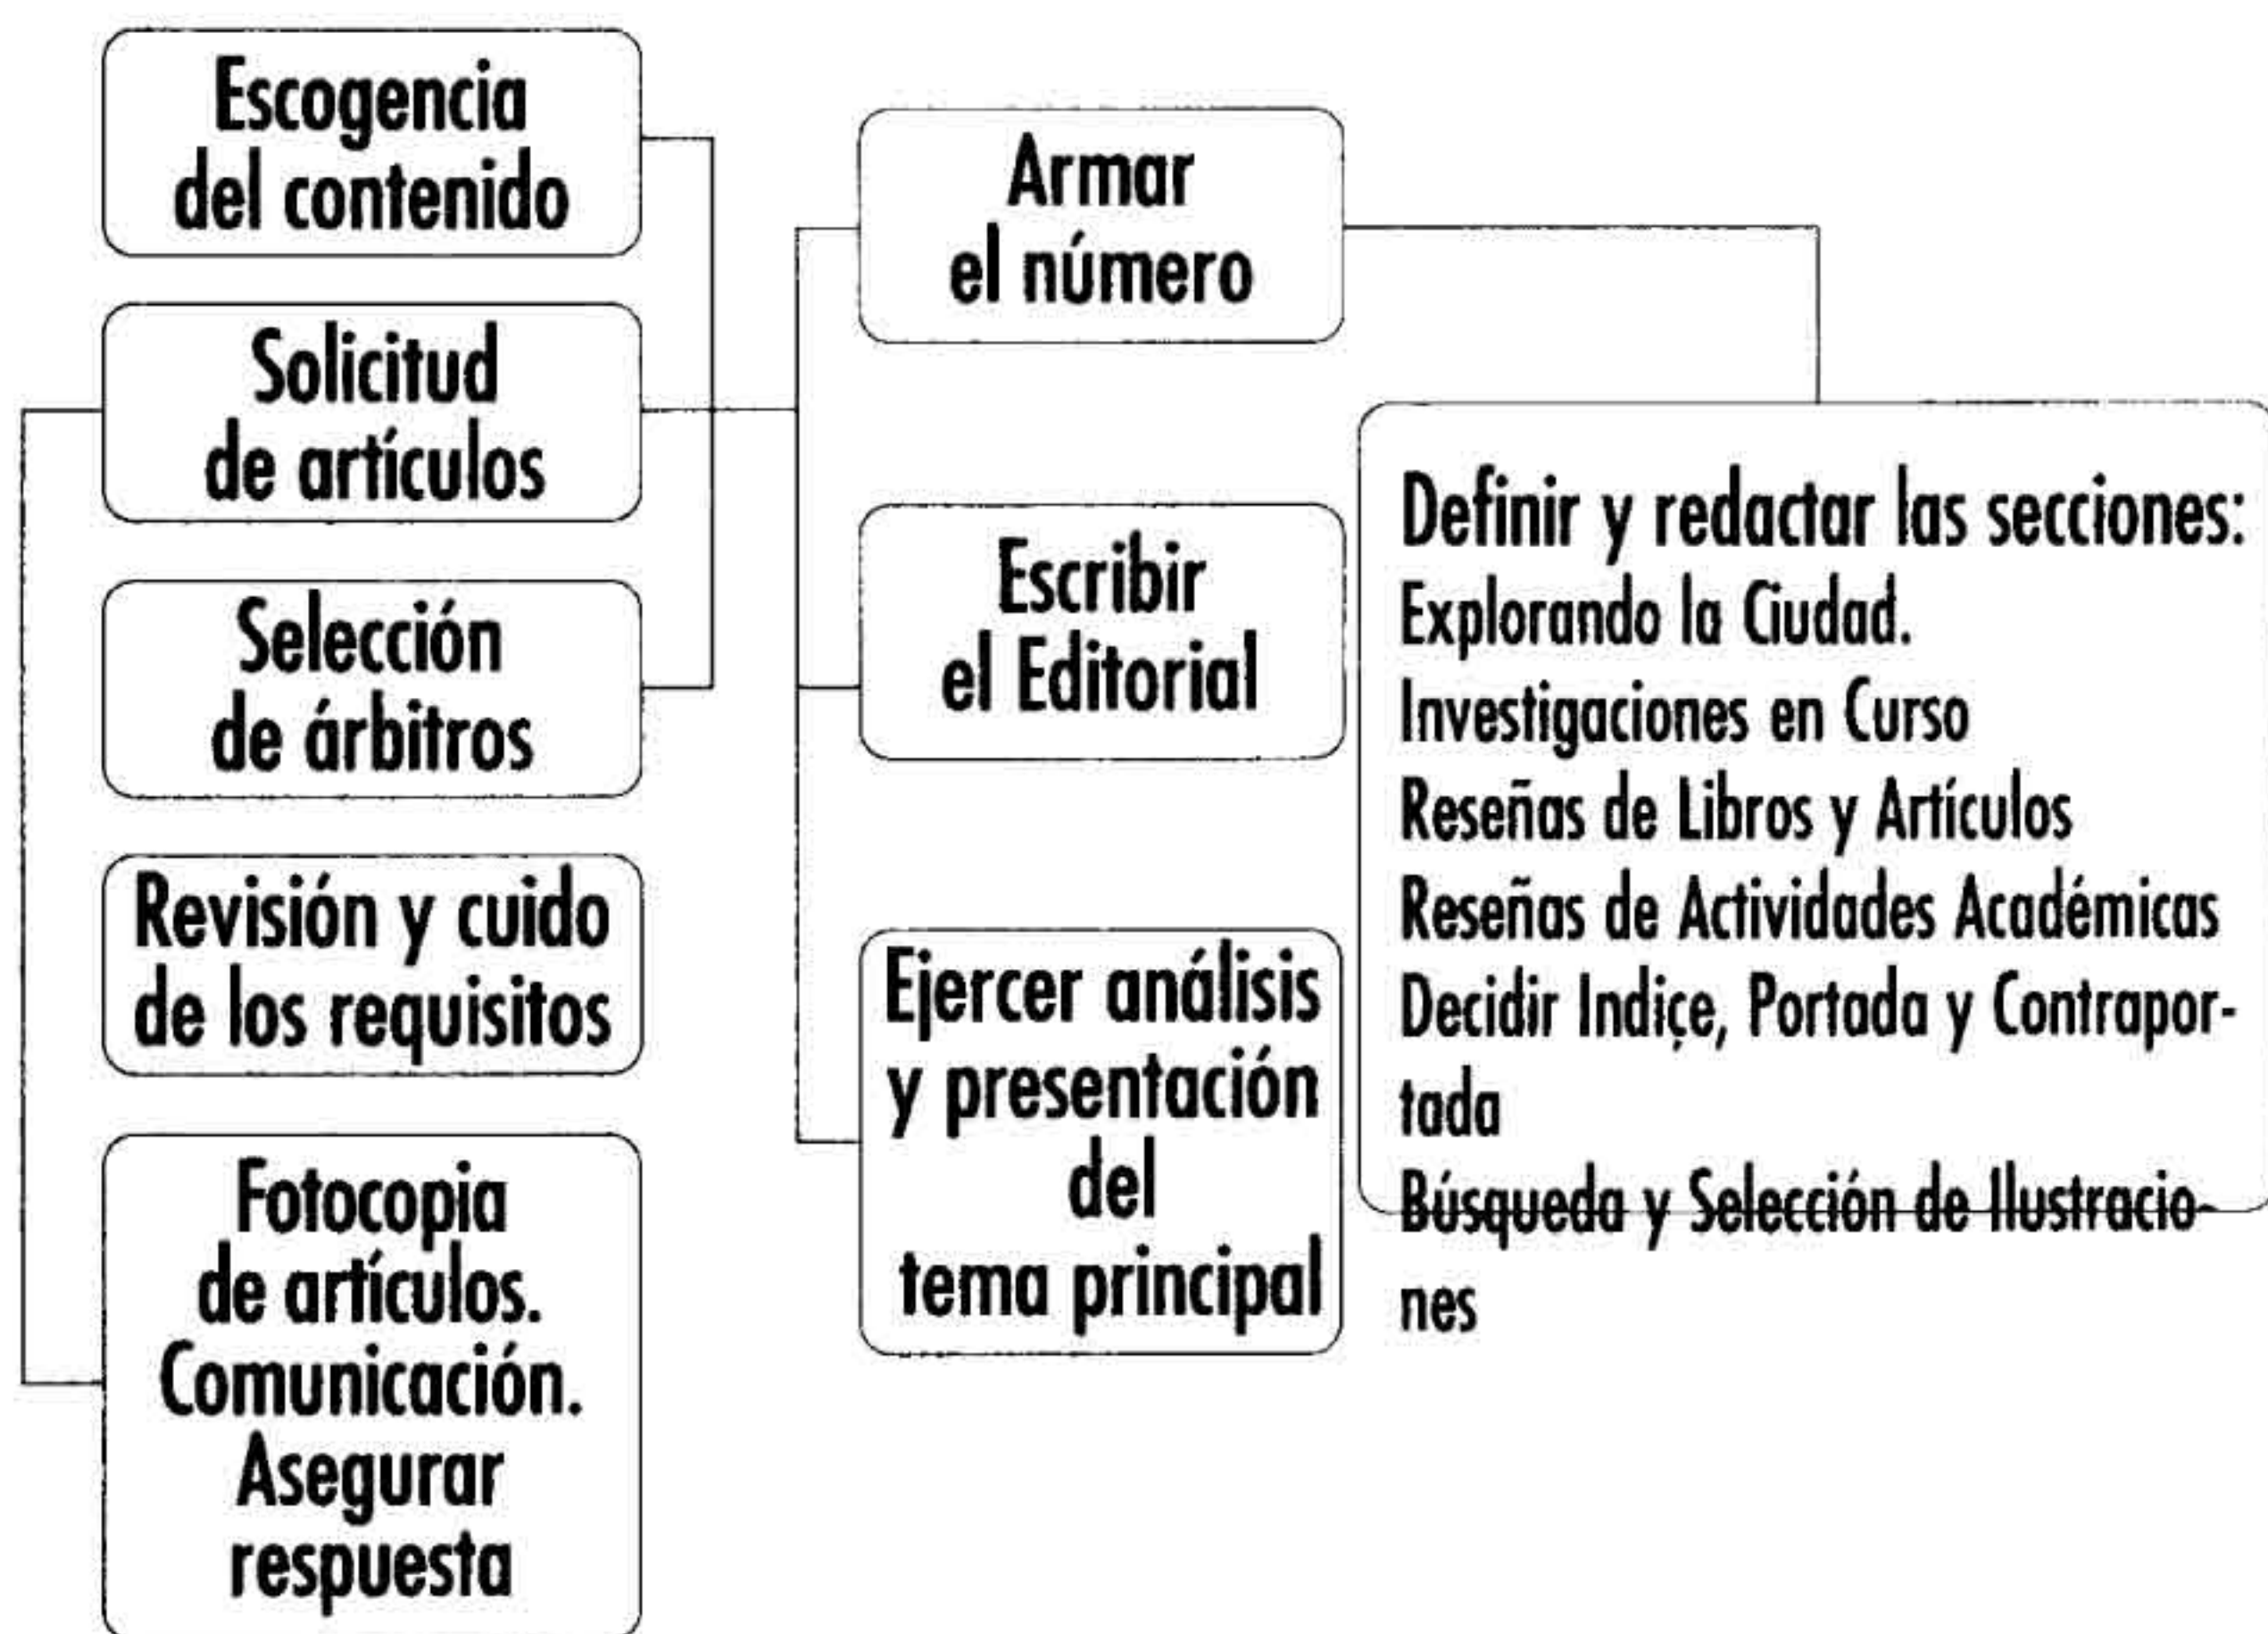 Escogencia
del contenido
Solicitud
de artículos
Selección
de árbitros
Revisión y cuido
de los requisitos
Fotocopia
de artículos.
Comunicación.
Asegurar
respuesta
Armar
el número
Escribir
el Editorial
Ejercer análisis
y presentación
del
tema principal
Definir y redactar las secciones:
Explorando la Ciudad.
Investigaciones en Curso
Reseñas de Libros y Artículos
Reseñas de Actividades Académicas
Decidir Indice, Portada y Contrapor-
tada
Búsqueda y Selección de Ilustracio-
nes